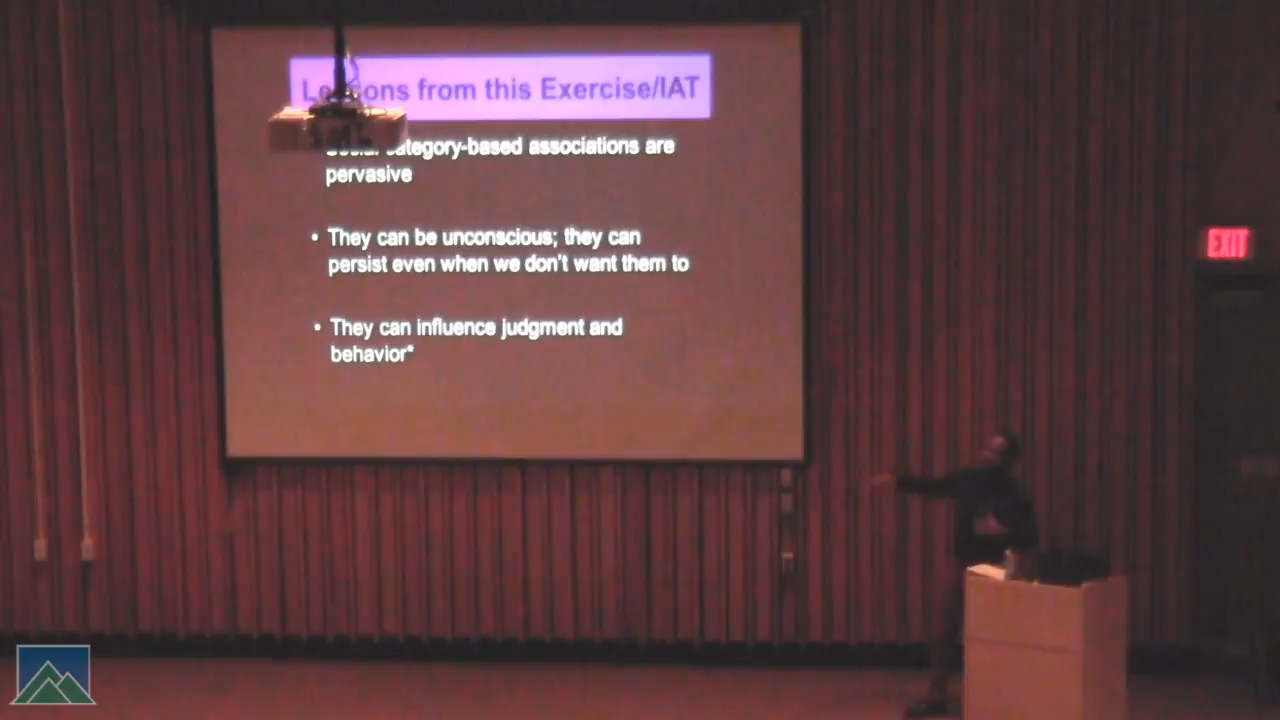 Lessons from this Exercise/IAT
Social category-based associations are
pervasive
• They can be unconscious; they can
persist even when we don't want them to
• They can influence judgment and
behavior*
EXIT